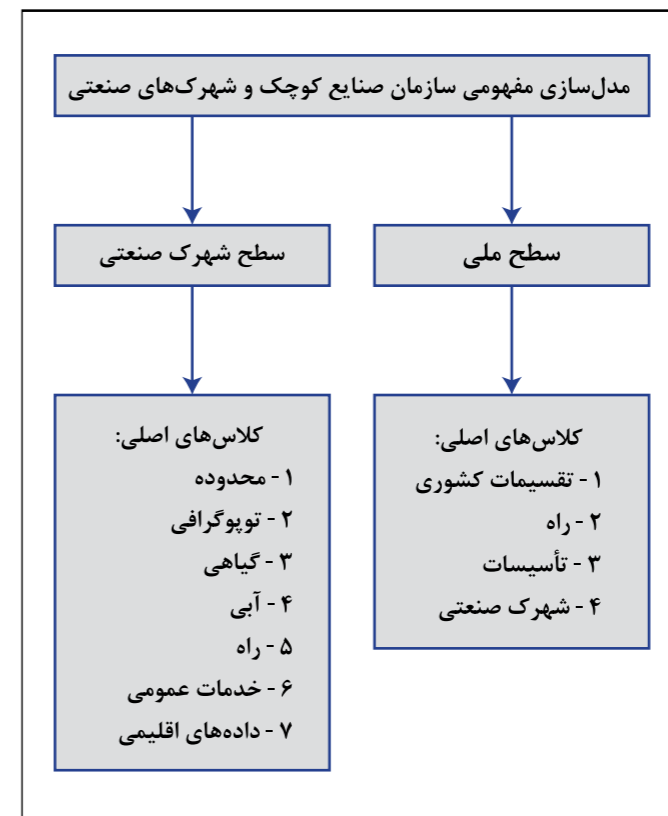 مدل‌سازی مفهومی سازمان صنایع کوچک و شهرک‌های صنعتی
سطح ملی
سطح شهرک صنعتی
کلاس‌های اصلی:
۱ - تقسیمات کشوری
۲ - راه
۳ - تأسیسات
۴ - شهرک صنعتی
کلاس‌های اصلی:
۱ - محدوده
۲ - توپوگرافی
۳ - گیاهی
۴ - آبی
۵ - راه
۶ - خدمات عمومی
۷ - داده‌های اقلیمی